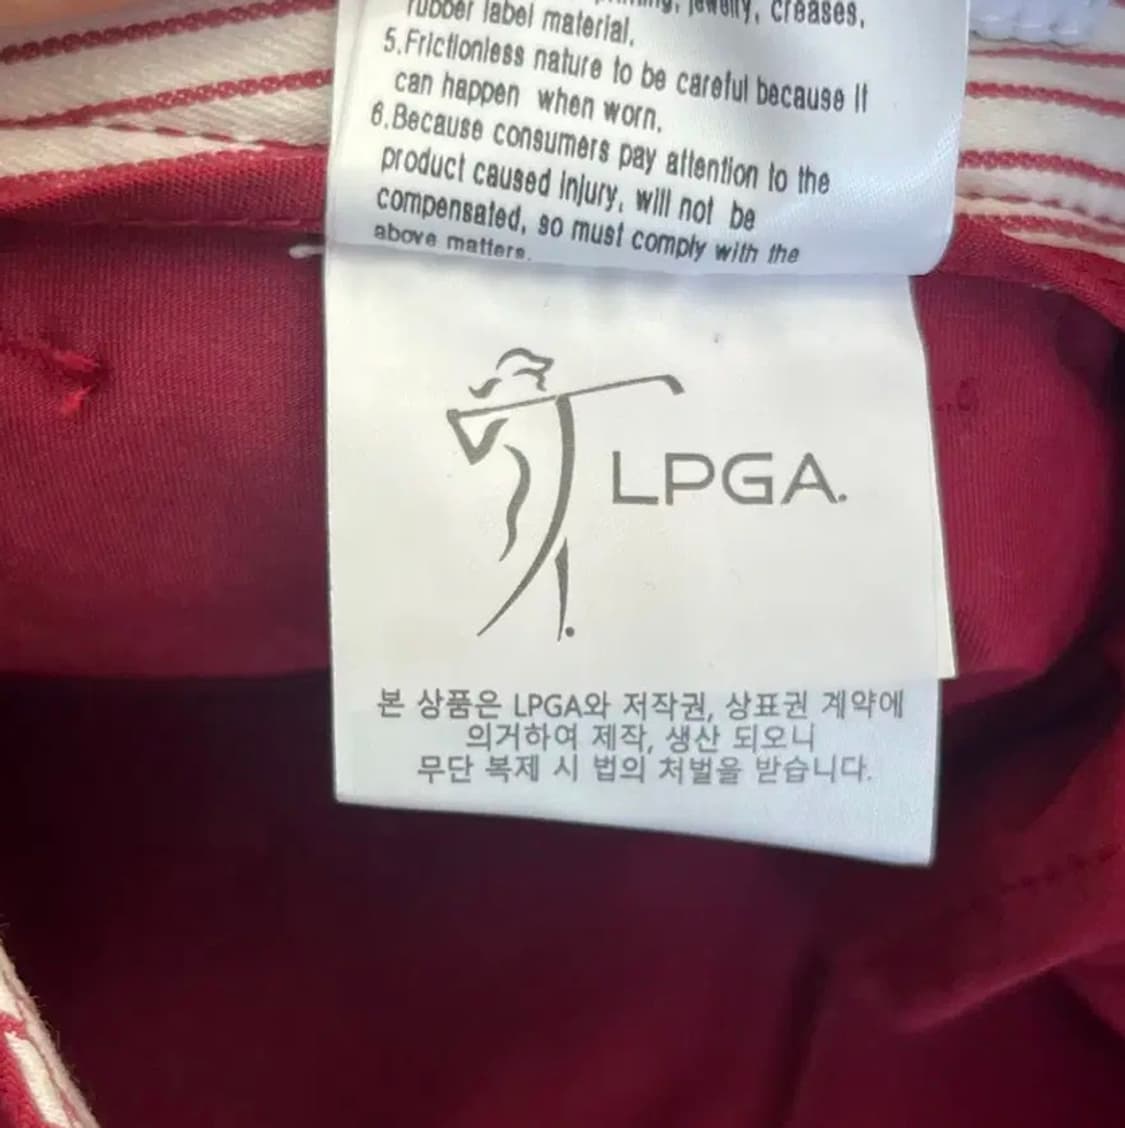 jewelly, creases,
rubber label material.
5.Frictionless nature to be careful because it
can happen when worn.
6.Because consumers pay attention to the
product caused injury, will not be
compensated, so must comply with the
above matters.
LPGA.
본 상품은 LPGA와 저작권, 상표권 계약에
의거하여 제작, 생산 되오니
무단 복제 시 법의 처벌을 받습니다.